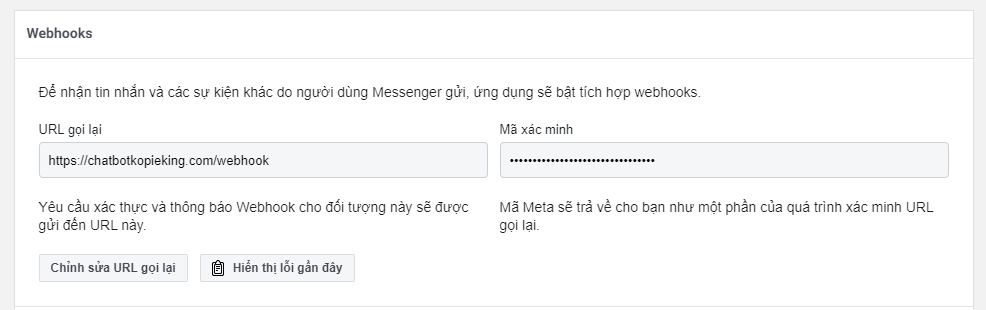 Webhooks
Để nhận tin nhắn và các sự kiện khác do người dùng Messenger gửi, ứng dụng sẽ bật tích hợp webhooks.
URL gọi lại
Mã xác minh
https://chatbotkopieking.com/webhook
••••••••••••••••••••••••••••••••
Yêu cầu xác thực và thông báo Webhook cho đối tượng này sẽ được
gửi đến URL này.
Mã Meta sẽ trả về cho bạn như một phần của quá trình xác minh URL
gọi lại.
Chỉnh sửa URL gọi lại
Hiển thị lỗi gần đây